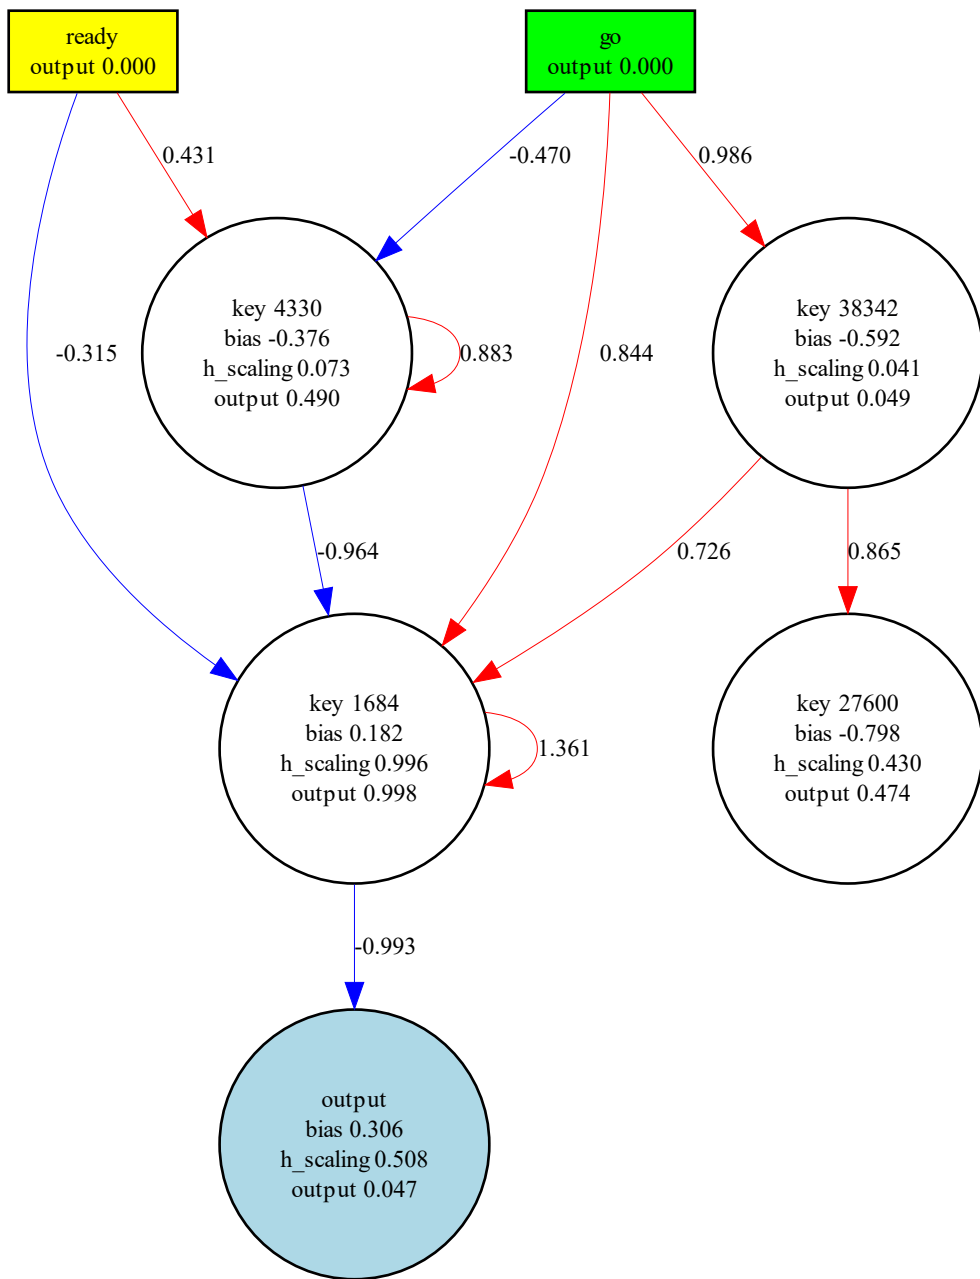 ready
output 0.000
go
output 0.000
0.431
-0.470
0.986
key 4330
bias -0.376
h_scaling 0.073
output 0.490
key 38342
bias -0.592
h_scaling 0.041
output 0.049
-0.315
0.883
0.844
-0.964
0.726
0.865
key 1684
bias 0.182
h_scaling 0.996
output 0.998
key 27600
bias -0.798
h_scaling 0.430
output 0.474
1.361
-0.993
output
bias 0.306
h_scaling 0.508
output 0.047